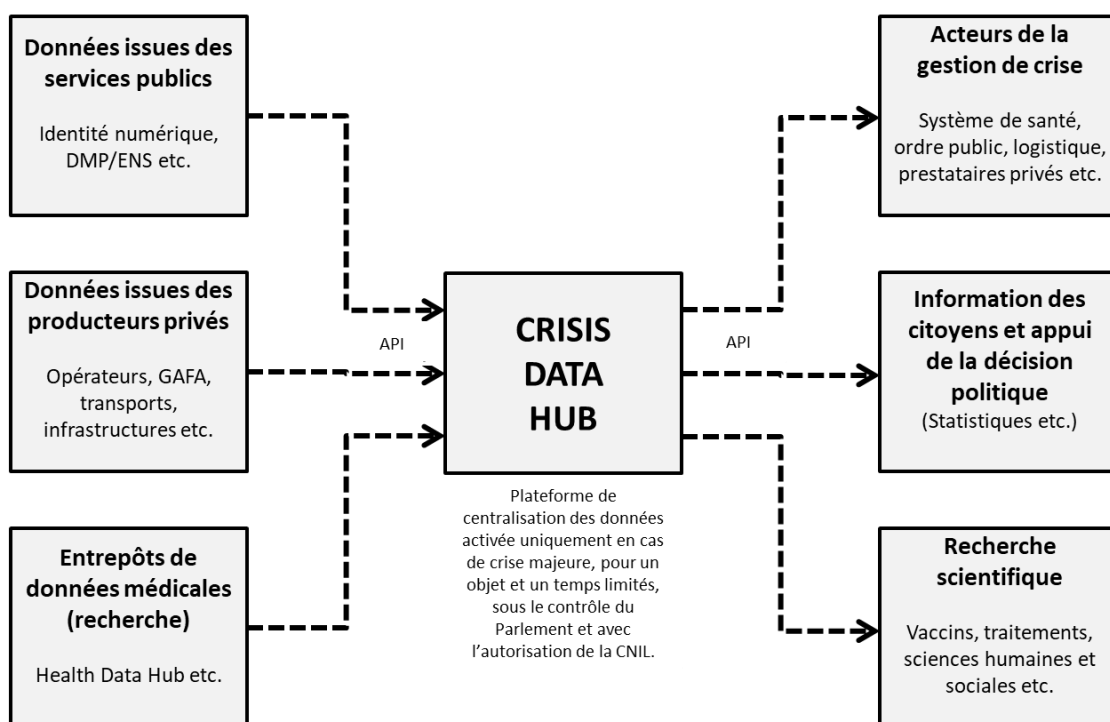 Données issues des
services publics
Identité numérique,
DMP/ENS etc.
Données issues des
producteurs privés
Opérateurs, GAFA,
transports,
infrastructures etc.
Entrepôts de
données médicales
(recherche)
Health Data Hub etc.
API
CRISIS
DATA
HUB
Plateforme de
centralisation des données
activée uniquement en cas
de crise majeure, pour un
objet et un temps limités,
sous le contrôle du
Parlement et avec
l’autorisation de la CNIL.
API
Acteurs de la
gestion de crise
Système de santé,
ordre public, logistique,
prestataires privés etc.
Information des
citoyens et appui
de la décision
politique
(Statistiques etc.)
Recherche
scientifique
Vaccins, traitements,
sciences humaines et
sociales etc.